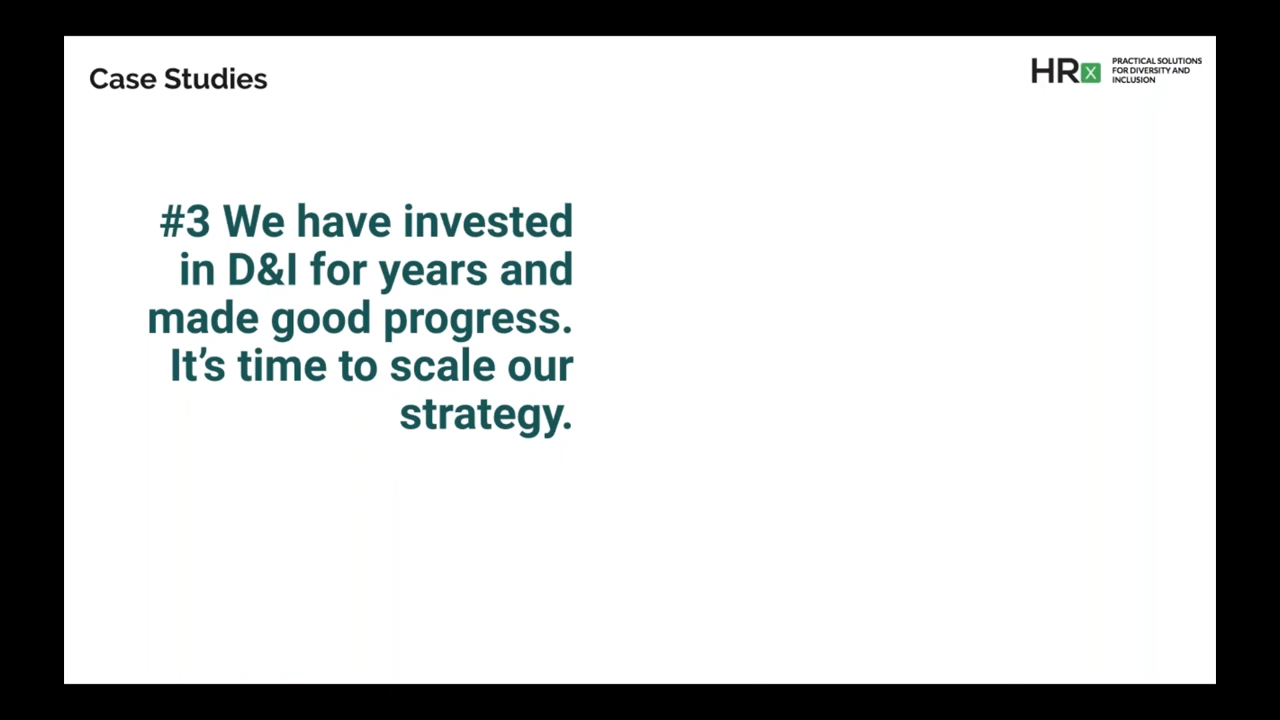 Case Studies
HRx
PRACTICAL SOLUTIONS
FOR DIVERSITY AND
INCLUSION
#3 We have invested
in D&I for years and
made good progress.
It’s time to scale our
strategy.